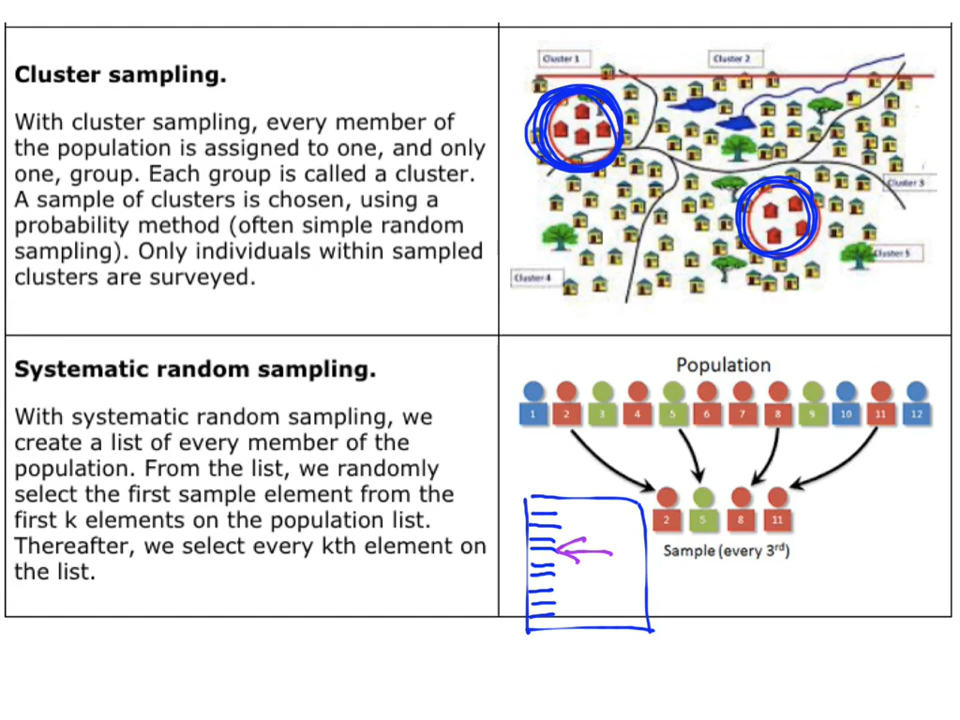 Cluster sampling.
With cluster sampling, every member of
the population is assigned to one, and only
one, group. Each group is called a cluster.
A sample of clusters is chosen, using a
probability method (often simple random
sampling). Only individuals within sampled
clusters are surveyed.
Cluster 1
Cluster 2
Cluster 3
Cluster 4
Cluster 5
Systematic random sampling.
With systematic random sampling, we
create a list of every member of the
population. From the list, we randomly
select the first sample element from the
first k elements on the population list.
Thereafter, we select every kth element on
the list.
Population
1 2 3 4 5 6 7 8 9 10 11 12
2 5 8 11
Sample (every 3rd)